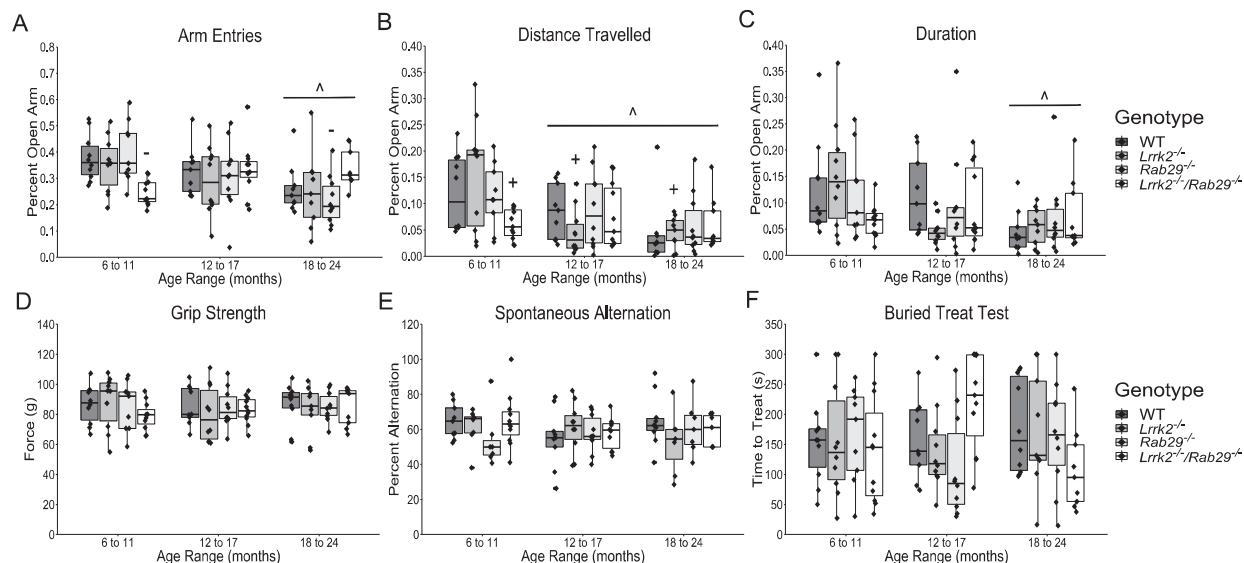 A
Arm Entries
Percent Open Arm
0.8
0.7
0.6
0.5
0.4
0.3
0.2
0.1
0.0
-
-
^
6 to 11
12 to 17
18 to 24
Age Range (months)
B
Distance Travelled
Percent Open Arm
0.40
0.35
0.30
0.25
0.20
0.15
0.10
0.05
0.00
+
+
+
^
6 to 11
12 to 17
18 to 24
Age Range (months)
C
Duration
Percent Open Arm
0.40
0.35
0.30
0.25
0.20
0.15
0.10
0.05
0.00
^
6 to 11
12 to 17
18 to 24
Age Range (months)
Genotype
WT
Lrrk2-/-
Rab29-/-
Lrrk2-/-/Rab29-/-
D
Grip Strength
Force (g)
140
120
100
80
60
40
20
0
6 to 11
12 to 17
18 to 24
Age Range (months)
E
Spontaneous Alternation
Percent Alternation
120
100
80
60
40
20
0
6 to 11
12 to 17
18 to 24
Age Range (months)
F
Buried Treat Test
Time to Treat (s)
350
300
250
200
150
100
50
0
6 to 11
12 to 17
18 to 24
Age Range (months)
Genotype
WT
Lrrk2-/-
Rab29-/-
Lrrk2-/-/Rab29-/-